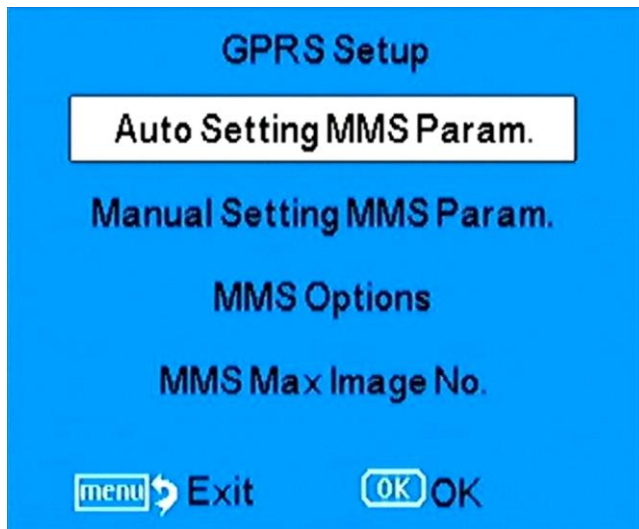 GPRS Setup
Auto Setting MMS Param.
Manual Setting MMS Param.
MMS Options
MMS Max Image No.
menu Exit OK OK